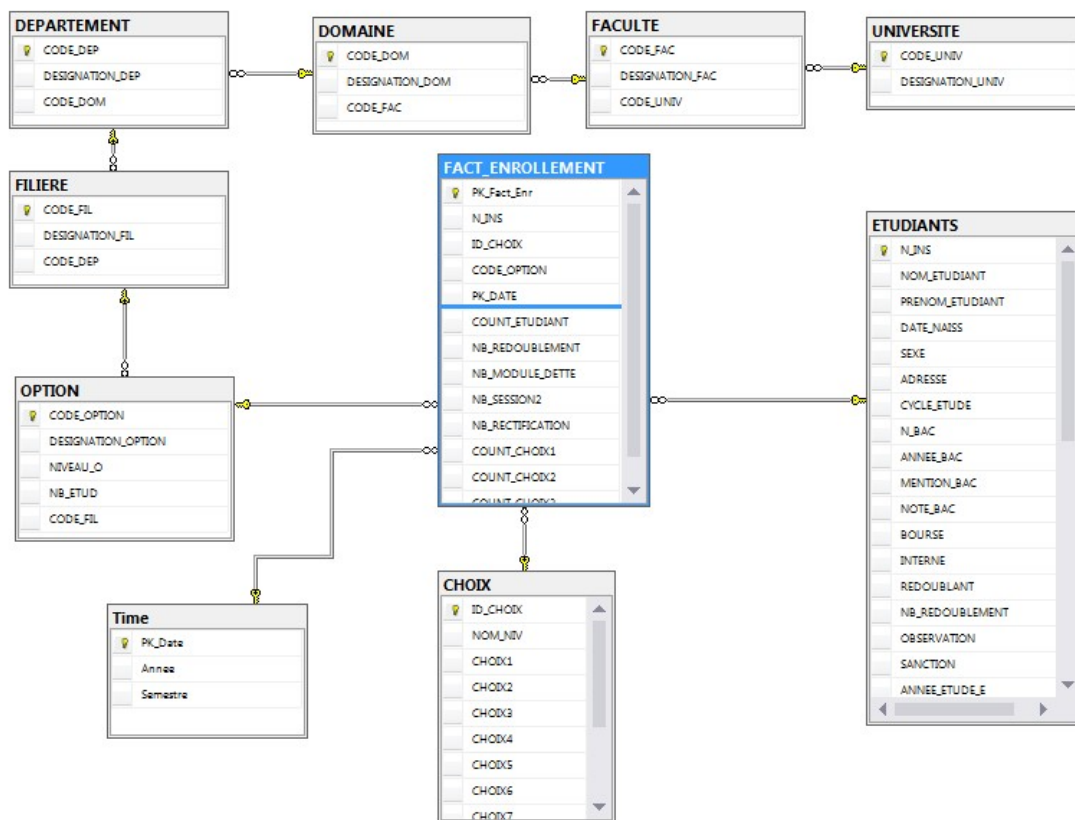 DEPARTEMENT
CODE_DEP
DESIGNATION_DEP
CODE_DOM
DOMAINE
CODE_DOM
DESIGNATION_DOM
CODE_FAC
FACULTE
CODE_FAC
DESIGNATION_FAC
CODE_UNIV
UNIVERSITE
CODE_UNIV
DESIGNATION_UNIV
FILIERE
CODE_FIL
DESIGNATION_FIL
CODE_DEP
FACT_ENROLLEMENT
PK_Fact_Enr
N_INS
ID_CHOIX
CODE_OPTION
PK_DATE
COUNT_ETUDIANT
NB_REDOUBLEMENT
NB_MODULE_DETTE
NB_SESSION2
NB_RECTIFICATION
COUNT_CHOIX1
COUNT_CHOIX2
COUNT_CHOIX3
ETUDIANTS
N_INS
NOM_ETUDIANT
PRENOM_ETUDIANT
DATE_NAISS
SEXE
ADRESSE
CYCLE_ETUDE
N_BAC
ANNEE_BAC
MENTION_BAC
NOTE_BAC
BOURSE
INTERNE
REDOUBLANT
NB_REDOUBLEMENT
OBSERVATION
SANCTION
ANNEE_ETUDE_E
OPTION
CODE_OPTION
DESIGNATION_OPTION
NIVEAU_O
NB_ETUD
CODE_FIL
Time
PK_Date
Annee
Semestre
CHOIX
ID_CHOIX
NOM_NIV
CHOIX1
CHOIX2
CHOIX3
CHOIX4
CHOIX5
CHOIX6
CHOIX7